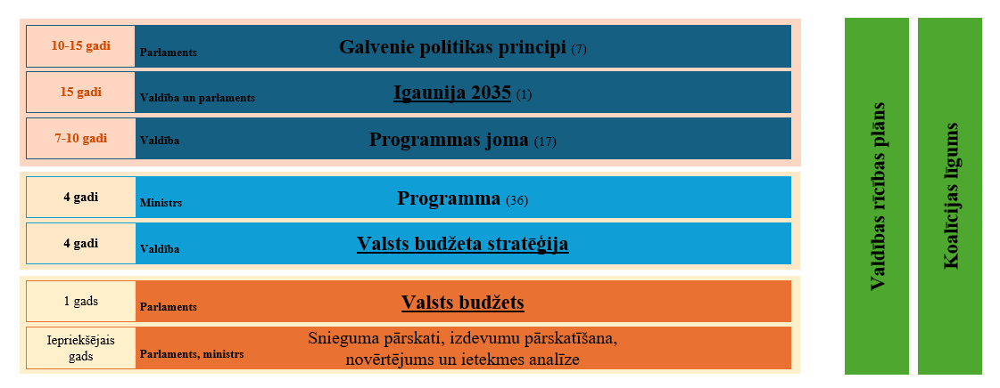 10-15 gadi
Parlaments
Galvenie politikas principi (7)
15 gadi
Valdība un parlaments
Igaunija 2035 (1)
7-10 gadi
Valdība
Programmas joma (17)
4 gadi
Ministrs
Programma (36)
4 gadi
Valdība
Valsts budžeta stratēģija
1 gads
Parlaments
Valsts budžets
Iepriekšējais
gads
Parlaments, ministrs
Snieguma pārskati, izdevumu pārskatīšana,
novērtējums un ietekmes analīze
Valdības rīcības plāns
Koalīcijas līgums